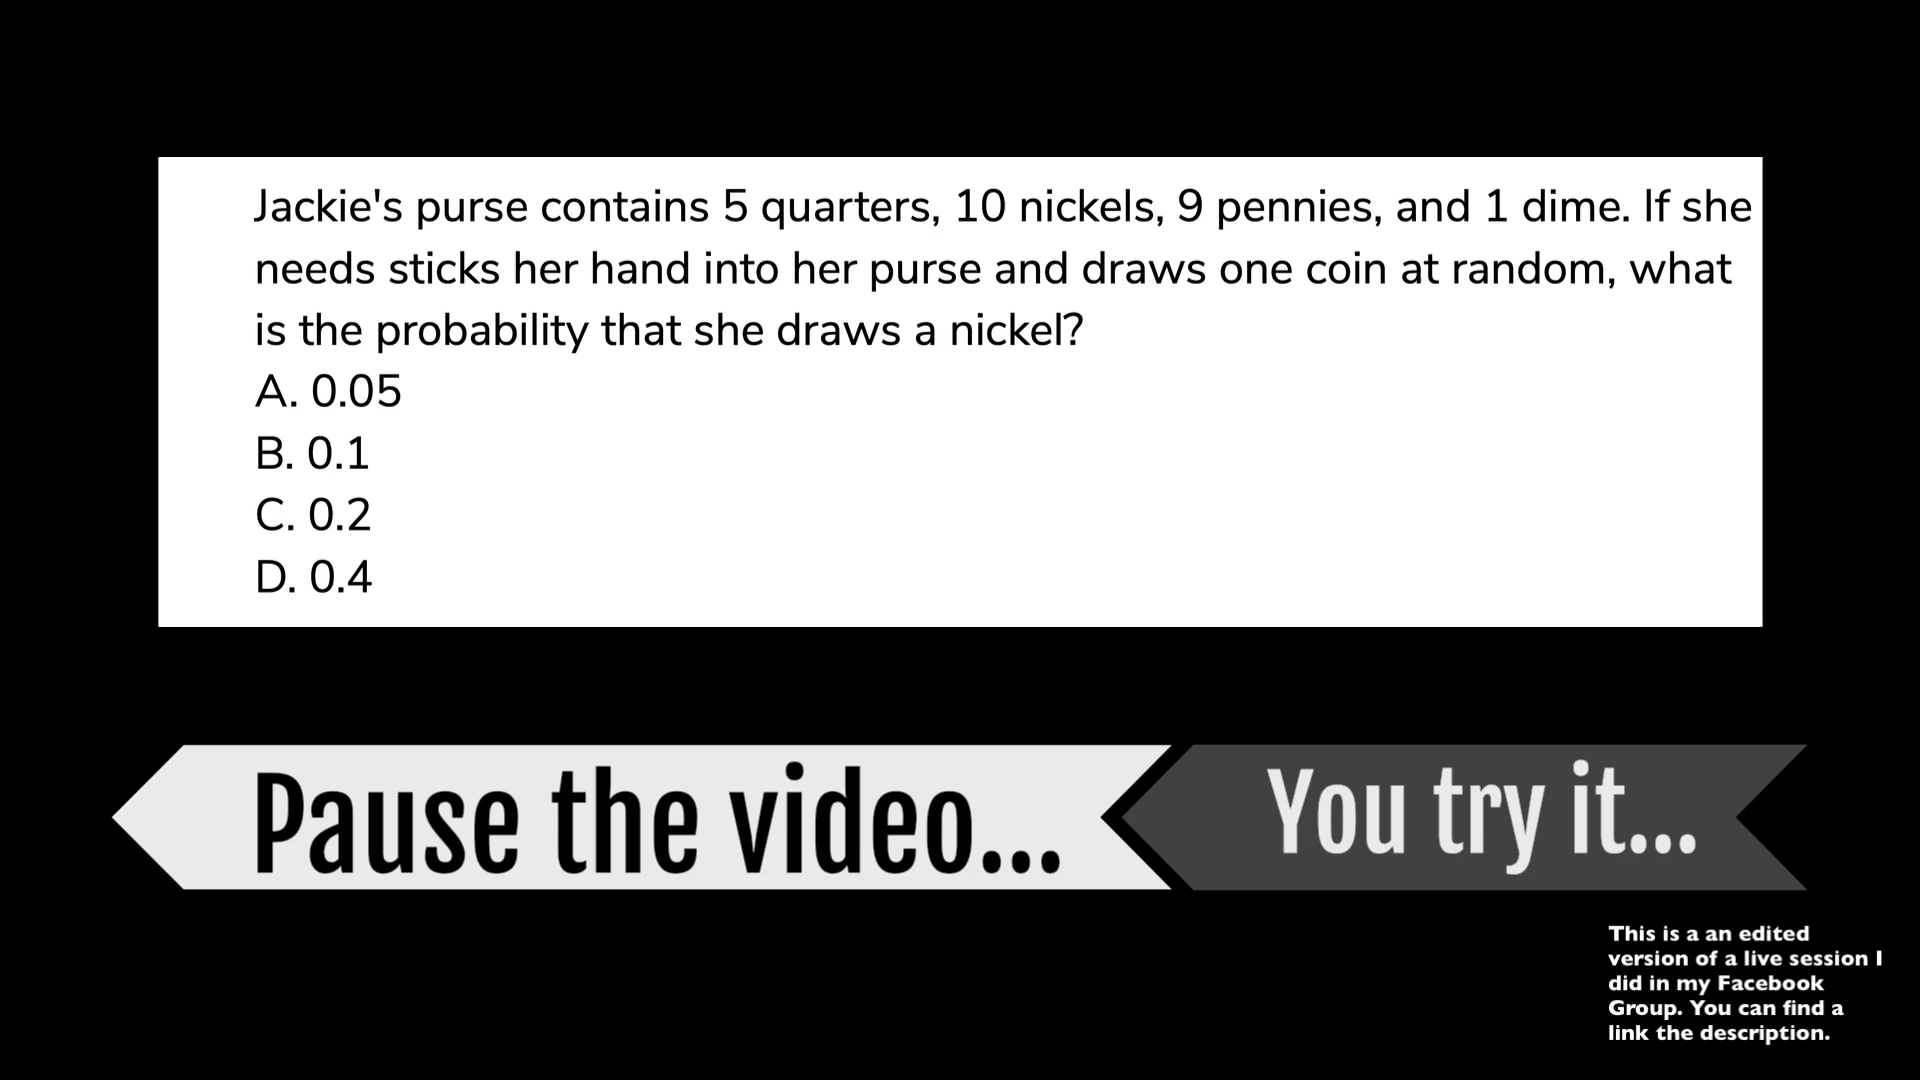 Jackie's purse contains 5 quarters, 10 nickels, 9 pennies, and 1 dime. If she
needs sticks her hand into her purse and draws one coin at random, what
is the probability that she draws a nickel?
A. 0.05
B. 0.1
C. 0.2
D. 0.4
Pause the video...
You try it...
This is a an edited
version of a live session I
did in my Facebook
Group. You can find a
link the description.